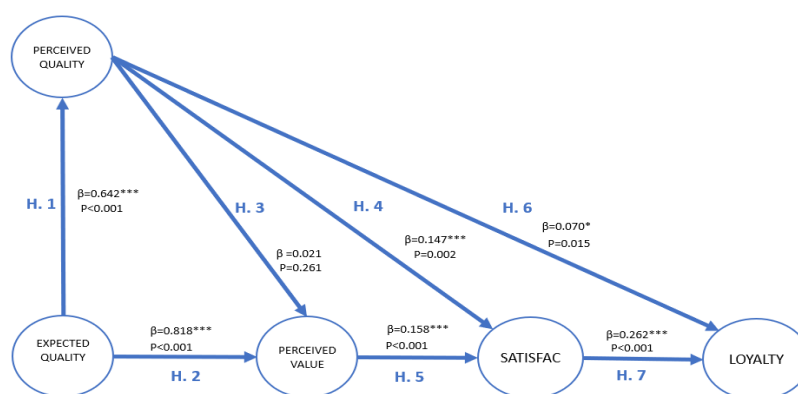 PERCEIVED
QUALITY
β=0.642***
P<0.001
H. 1
H. 3
H. 4
H. 6
β=0.070*
P=0.015
β=0.147***
P=0.002
β =0.021
P=0.261
EXPECTED
QUALITY
β=0.818***
P<0.001
H. 2
PERCEIVED
VALUE
β=0.158***
P<0.001
H. 5
SATISFAC
β=0.262***
P<0.001
H. 7
LOYALTY